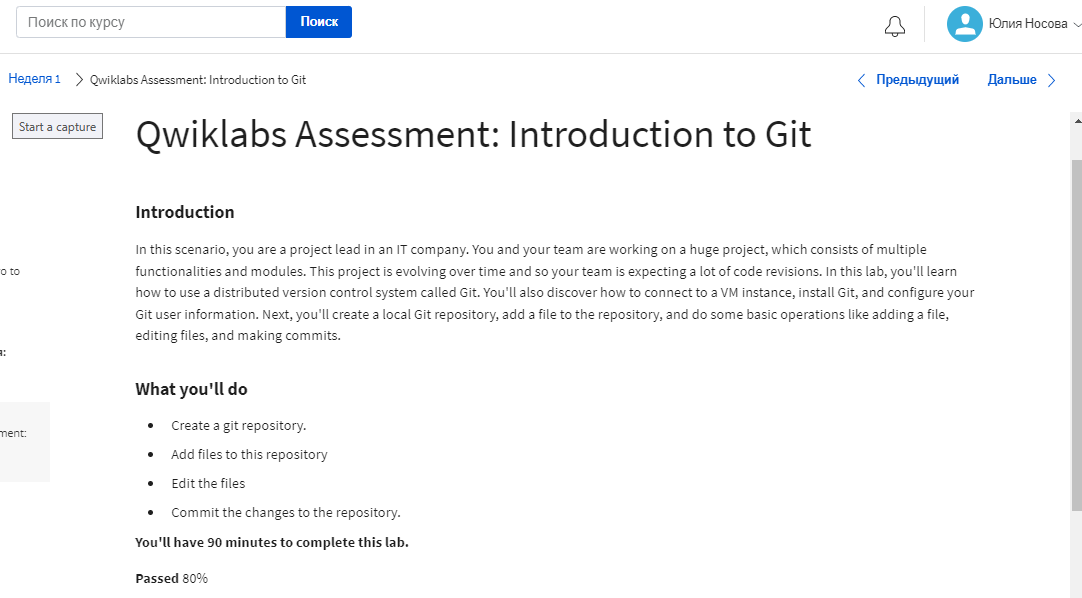 Поиск по курсу
Поиск
Юлия Носова
Неделя 1
Qwiklabs Assessment: Introduction to Git
Предыдущий
Дальше
Start a capture
Qwiklabs Assessment: Introduction to Git
Introduction
In this scenario, you are a project lead in an IT company. You and your team are working on a huge project, which consists of multiple
functionalities and modules. This project is evolving over time and so your team is expecting a lot of code revisions. In this lab, you'll learn
how to use a distributed version control system called Git. You'll also discover how to connect to a VM instance, install Git, and configure your
Git user information. Next, you'll create a local Git repository, add a file to the repository, and do some basic operations like adding a file,
editing files, and making commits.
to
What you'll do
Create a git repository.
Add files to this repository
Edit the files
Commit the changes to the repository.
You'll have 90 minutes to complete this lab.
Passed 80%